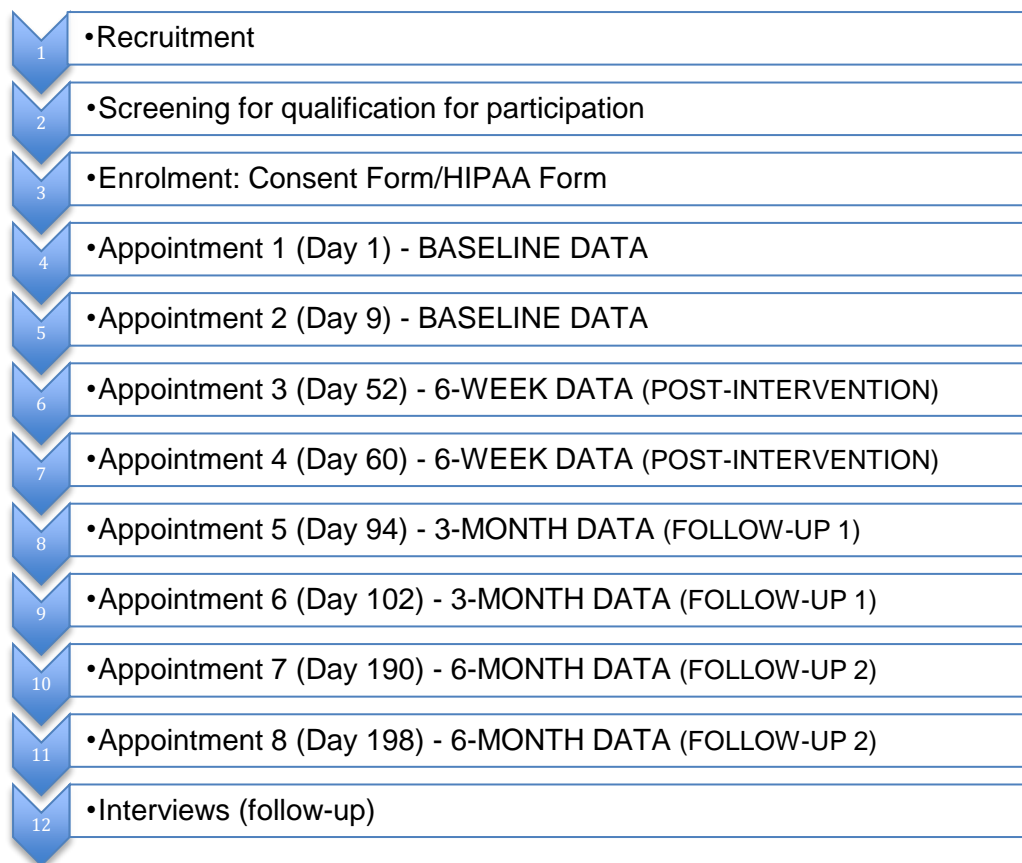 1 •Recruitment
2 •Screening for qualification for participation
3 •Enrolment: Consent Form/HIPAA Form
4 •Appointment 1 (Day 1) - BASELINE DATA
5 •Appointment 2 (Day 9) - BASELINE DATA
6 •Appointment 3 (Day 52) - 6-WEEK DATA (POST-INTERVENTION)
7 •Appointment 4 (Day 60) - 6-WEEK DATA (POST-INTERVENTION)
8 •Appointment 5 (Day 94) - 3-MONTH DATA (FOLLOW-UP 1)
9 •Appointment 6 (Day 102) - 3-MONTH DATA (FOLLOW-UP 1)
10 •Appointment 7 (Day 190) - 6-MONTH DATA (FOLLOW-UP 2)
11 •Appointment 8 (Day 198) - 6-MONTH DATA (FOLLOW-UP 2)
12 •Interviews (follow-up)